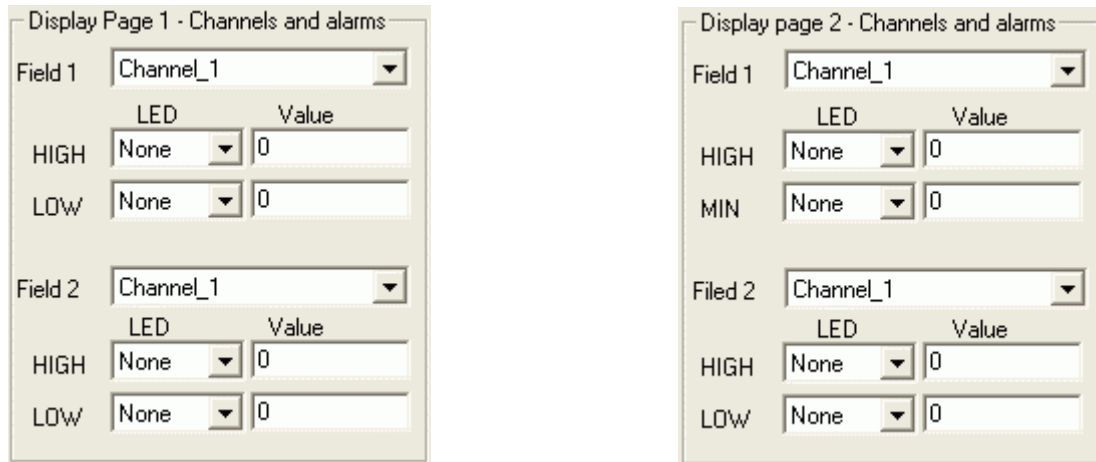 Display Page 1 - Channels and alarms
Field 1 Channel_1
LED Value
HIGH None 0
LOW None 0
Field 2 Channel_1
LED Value
HIGH None 0
LOW None 0
Display page 2 - Channels and alarms
Field 1 Channel_1
LED Value
HIGH None 0
MIN None 0
Filed 2 Channel_1
LED Value
HIGH None 0
LOW None 0